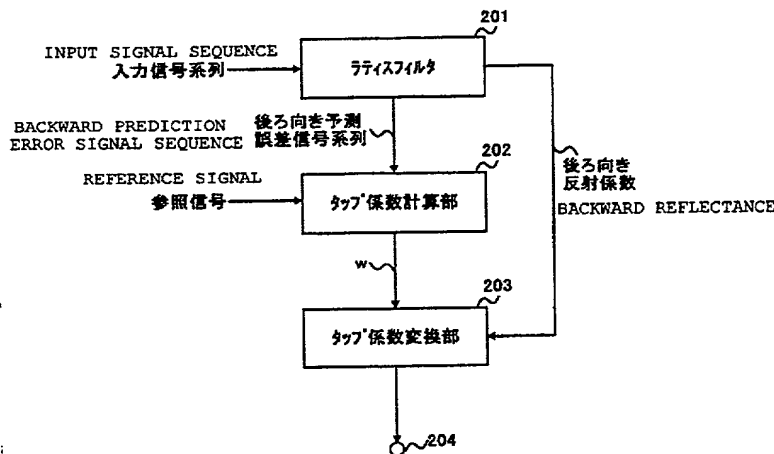 201
INPUT SIGNAL SEQUENCE
入力信号系列
ラティスフィルタ
BACKWARD PREDICTION
ERROR SIGNAL SEQUENCE
後ろ向き予測
誤差信号系列
202
後ろ向き
反射係数
BACKWARD REFLECTANCE
REFERENCE SIGNAL
参照信号
タップ係数計算部
w
203
タップ係数変換部
204